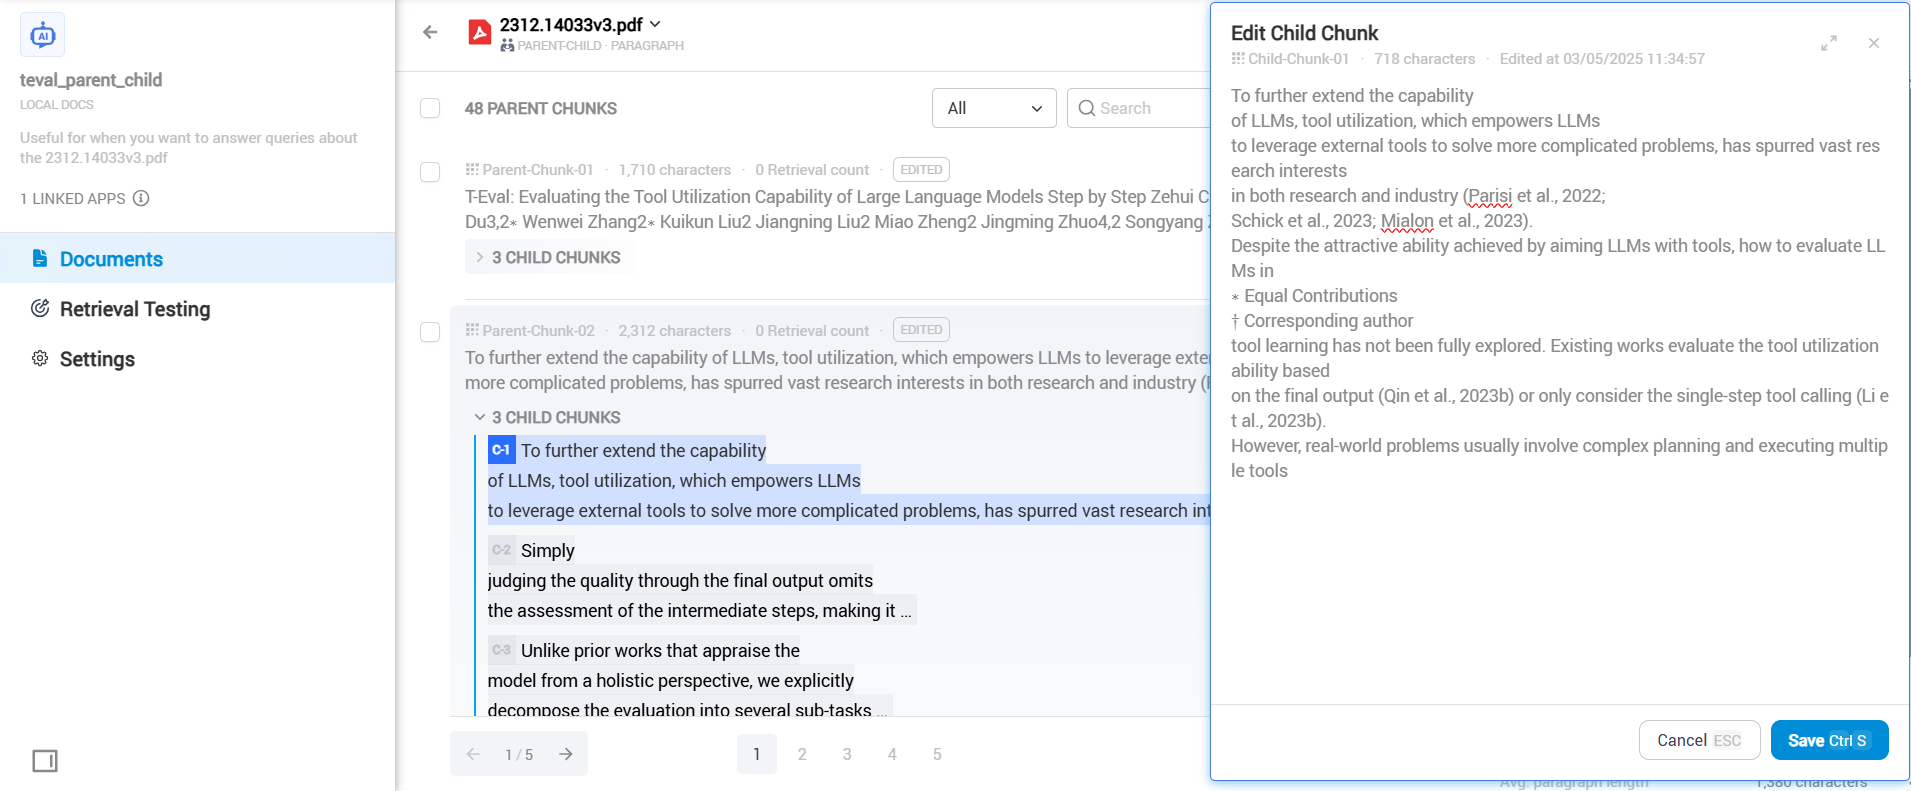 AI
teval_parent_child
LOCAL DOCS
Useful for when you want to answer queries about
the 2312.14033v3.pdf
1 LINKED APPS
Documents
Retrieval Testing
Settings
2312.14033v3.pdf
PARENT-CHILD · PARAGRAPH
48 PARENT CHUNKS
All
Search
Parent-Chunk-01 · 1,710 characters · 0 Retrieval count · EDITED
T-Eval: Evaluating the Tool Utilization Capability of Large Language Models Step by Step Zehui C
Du3,2* Wenwei Zhang2* Kuikun Liu2 Jiangning Liu2 Miao Zheng2 Jingming Zhuo4,2 Songyang
3 CHILD CHUNKS
Parent-Chunk-02 · 2,312 characters · 0 Retrieval count · EDITED
To further extend the capability of LLMs, tool utilization, which empowers LLMs to leverage exte
more complicated problems, has spurred vast research interests in both research and industry (
3 CHILD CHUNKS
C-1 To further extend the capability
of LLMs, tool utilization, which empowers LLMs
to leverage external tools to solve more complicated problems, has spurred vast research int
C-2 Simply
judging the quality through the final output omits
the assessment of the intermediate steps, making it ...
C-3 Unlike prior works that appraise the
model from a holistic perspective, we explicitly
decompose the evaluation into several sub-tasks ...
1 / 5
1 2 3 4 5
Edit Child Chunk
Child-Chunk-01 · 718 characters · Edited at 03/05/2025 11:34:57
To further extend the capability
of LLMs, tool utilization, which empowers LLMs
to leverage external tools to solve more complicated problems, has spurred vast res
earch interests
in both research and industry (Parisi et al., 2022;
Schick et al., 2023; Mialon et al., 2023).
Despite the attractive ability achieved by aiming LLMs with tools, how to evaluate LL
Ms in
* Equal Contributions
† Corresponding author
tool learning has not been fully explored. Existing works evaluate the tool utilization
ability based
on the final output (Qin et al., 2023b) or only consider the single-step tool calling (Li e
t al., 2023b).
However, real-world problems usually involve complex planning and executing multip
le tools
Cancel ESC
Save Ctrl S
Avg. paragraph length 1,380 characters